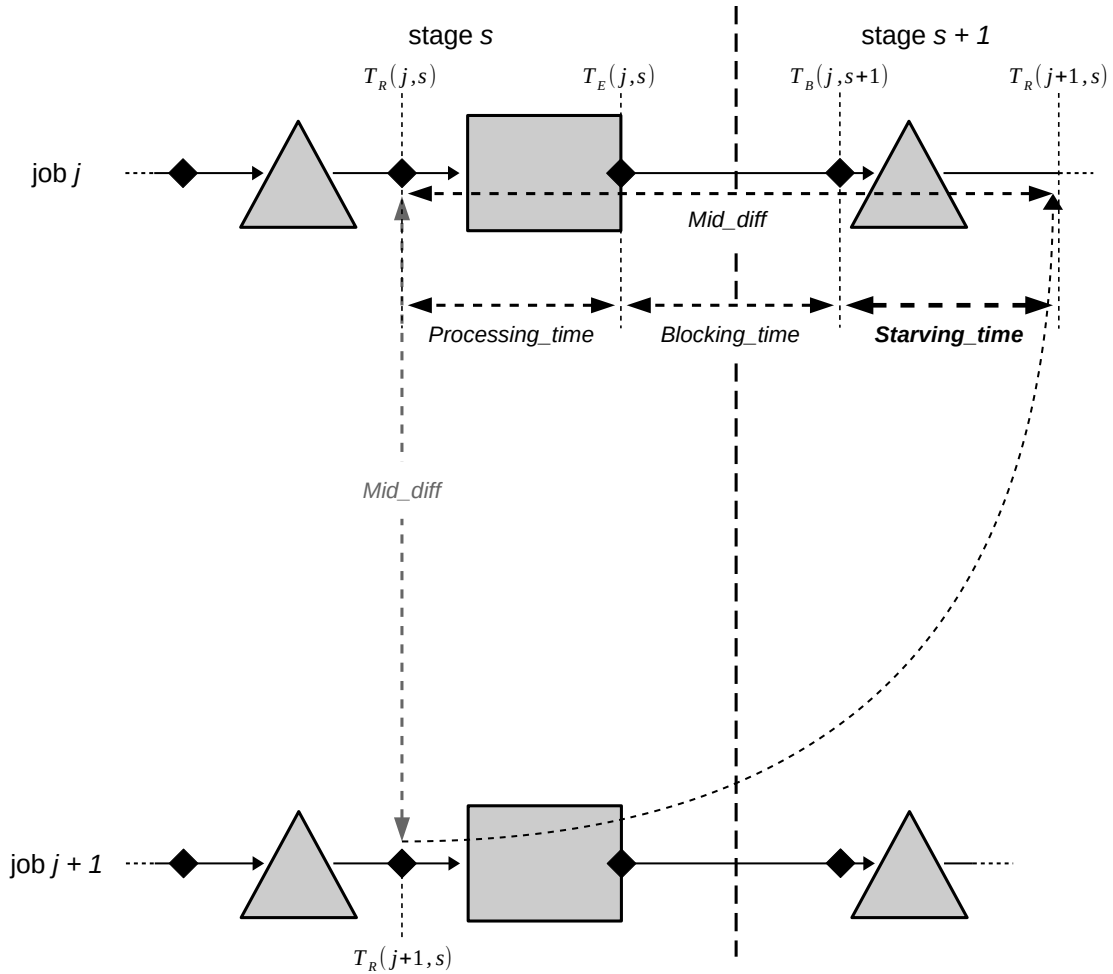 stage s
stage s + 1
T_R(j,s)
T_E(j,s)
T_B(j,s+1)
T_R(j+1,s)
job j
Mid_diff
Processing_time
Blocking_time
Starving_time
Mid_diff
job j + 1
T_R(j+1,s)